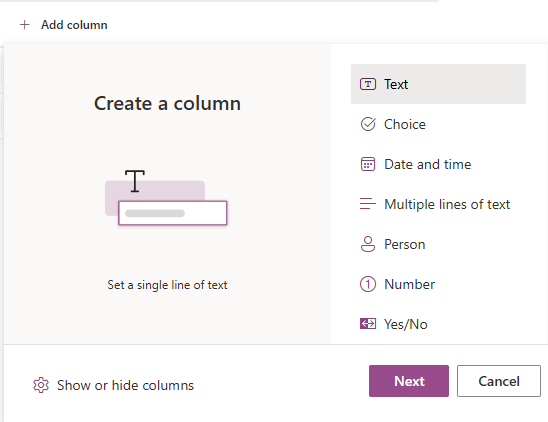 Add column
Create a column
Set a single line of text
Text
Choice
Date and time
Multiple lines of text
Person
Number
Yes/No
Show or hide columns
Next
Cancel